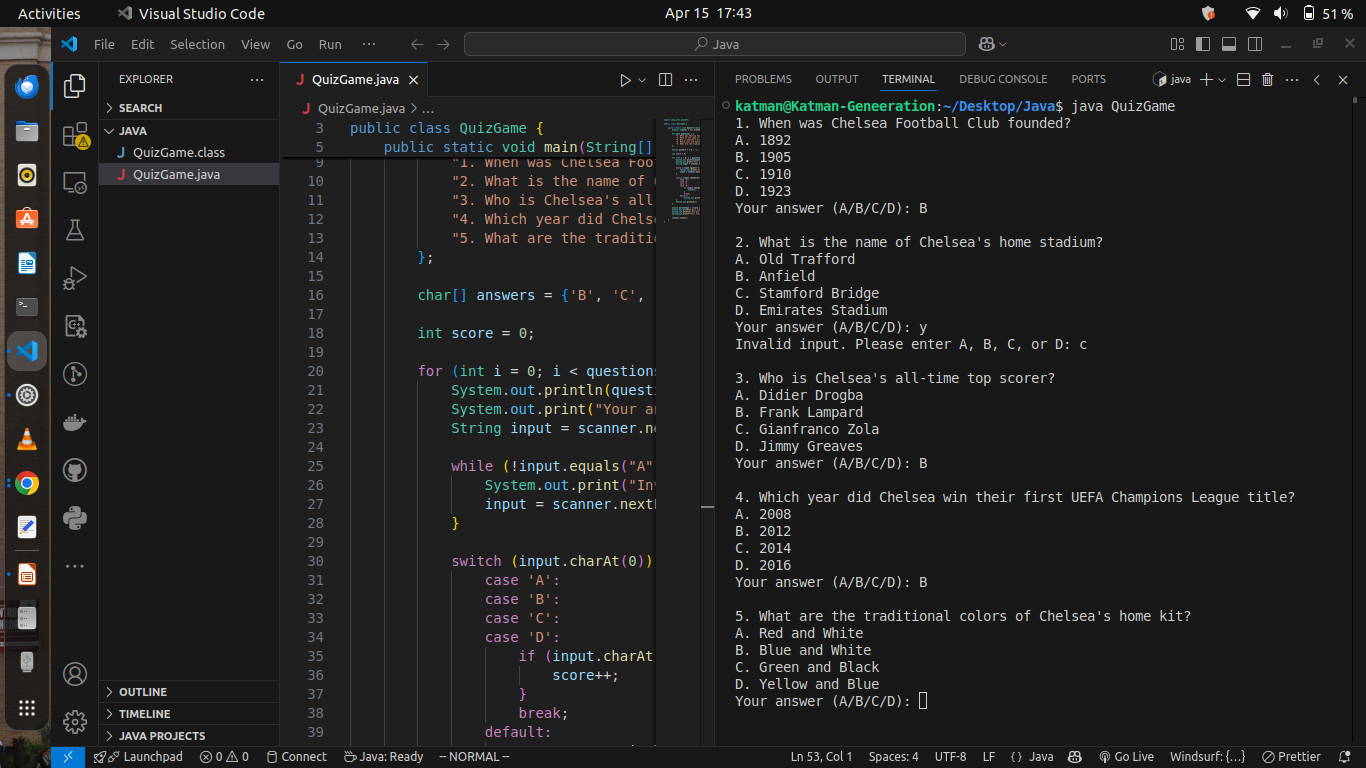 Activities
Visual Studio Code
Apr 15 17:43
51 %
File Edit Selection View Go Run ···
Java
EXPLORER
SEARCH
JAVA
QuizGame.class
QuizGame.java
OUTLINE
TIMELINE
JAVA PROJECTS
QuizGame.java
QuizGame.java > ...
3 public class QuizGame {
5 public static void main(String[]
9 "1. When was Chelsea Foo
10 "2. What is the name of
11 "3. Who is Chelsea's all
12 "4. Which year did Chels
13 "5. What are the traditi
14 };
15
16 char[] answers = {'B', 'C',
17
18 int score = 0;
19
20 for (int i = 0; i < question
21 System.out.println(questi
22 System.out.print("Your a
23 String input = scanner.n
24
25 while (!input.equals("A"
26 System.out.print("In
27 input = scanner.next
28 }
29
30 switch (input.charAt(0))
31 case 'A':
32 case 'B':
33 case 'C':
34 case 'D':
35 if (input.charAt
36 score++;
37 }
38 break;
39 default:
PROBLEMS OUTPUT TERMINAL DEBUG CONSOLE PORTS
java
katman@Katman-Geneeration:~/Desktop/Java$ java QuizGame
1. When was Chelsea Football Club founded?
A. 1892
B. 1905
C. 1910
D. 1923
Your answer (A/B/C/D): B
2. What is the name of Chelsea's home stadium?
A. Old Trafford
B. Anfield
C. Stamford Bridge
D. Emirates Stadium
Your answer (A/B/C/D): y
Invalid input. Please enter A, B, C, or D: c
3. Who is Chelsea's all-time top scorer?
A. Didier Drogba
B. Frank Lampard
C. Gianfranco Zola
D. Jimmy Greaves
Your answer (A/B/C/D): B
4. Which year did Chelsea win their first UEFA Champions League title?
A. 2008
B. 2012
C. 2014
D. 2016
Your answer (A/B/C/D): B
5. What are the traditional colors of Chelsea's home kit?
A. Red and White
B. Blue and White
C. Green and Black
D. Yellow and Blue
Your answer (A/B/C/D):
Launchpad 0 0 Connect Java: Ready -- NORMAL -- Ln 53, Col 1 Spaces: 4 UTF-8 LF {} Java Go Live Windsurf: {...} Prettier